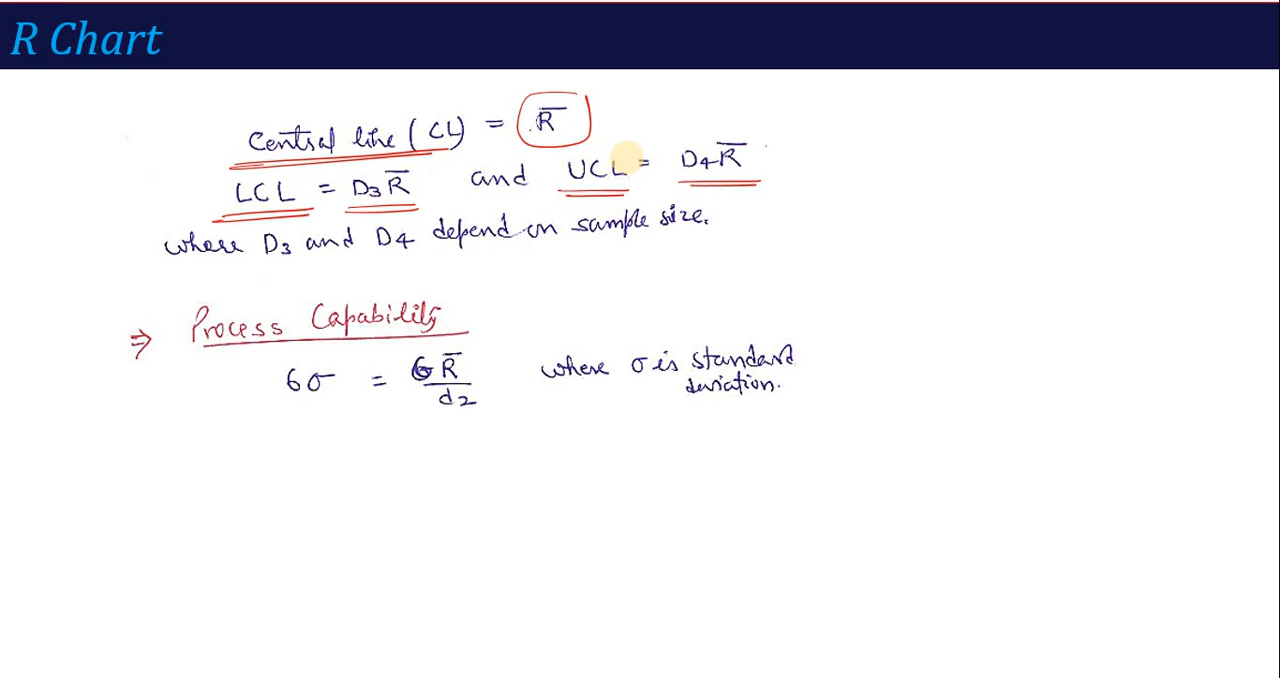 R Chart
Central line (CL) = R̅
LCL = D₃R̅ and UCL = D₄R̅
where D₃ and D₄ depend on sample size.
⇒ Process Capability
6σ = 6R̅/d₂ where σ is standard
deviation.